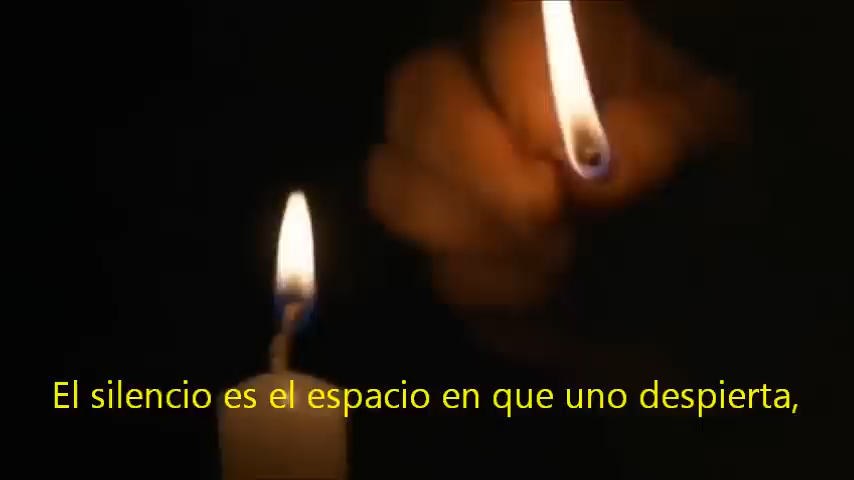 El silencio es el espacio en que uno despierta,